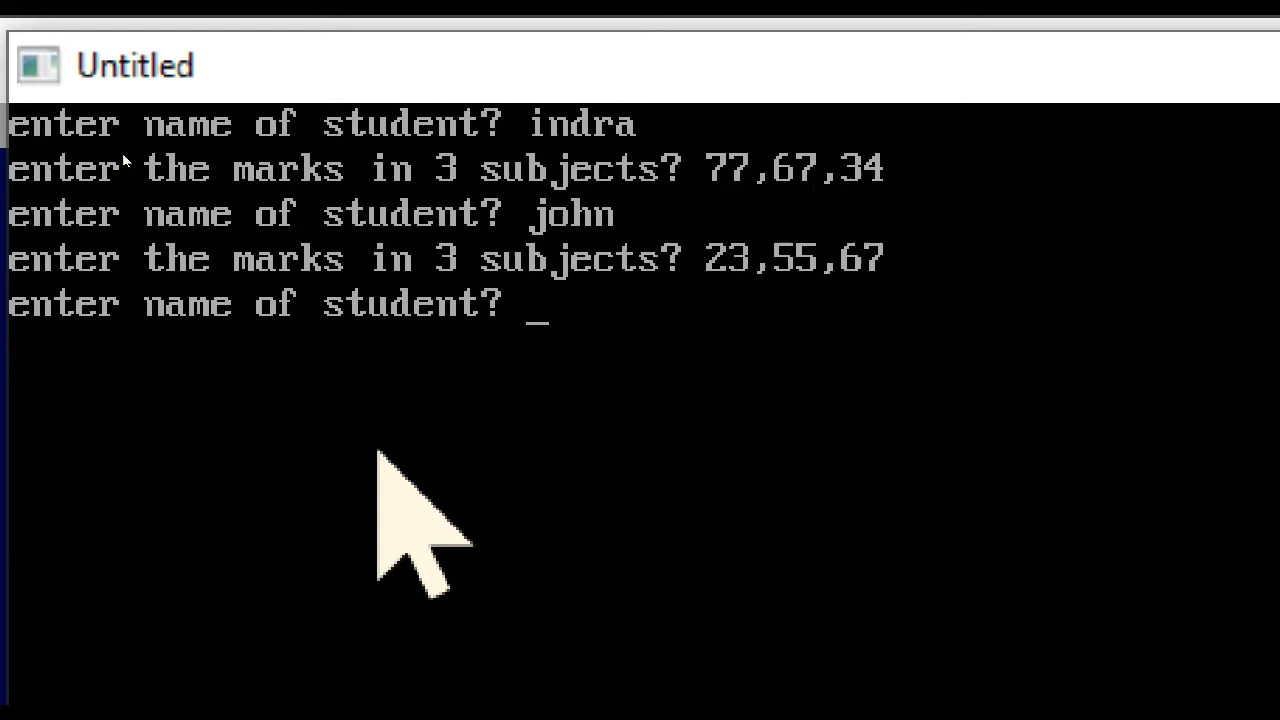 Untitled
enter name of student? indra
enter the marks in 3 subjects? 77,67,34
enter name of student? john
enter the marks in 3 subjects? 23,55,67
enter name of student? _